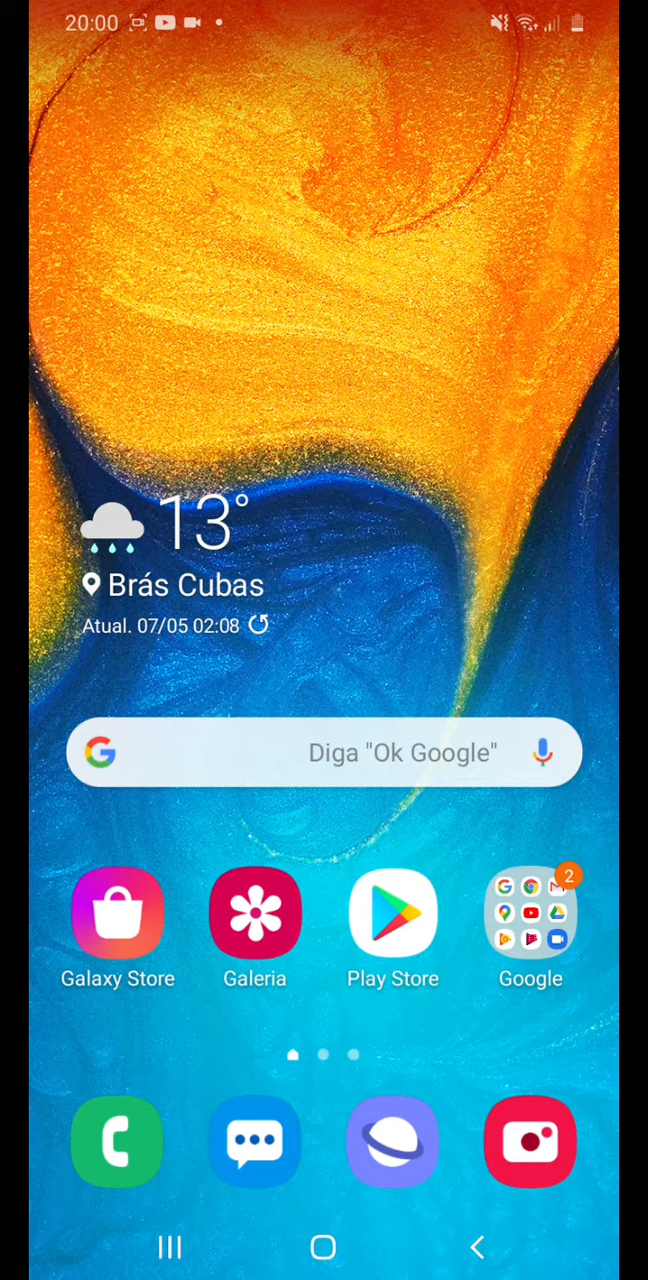 20:00
13°
Brás Cubas
Atual. 07/05 02:08
Diga "Ok Google"
2
Galaxy Store
Galeria
Play Store
Google